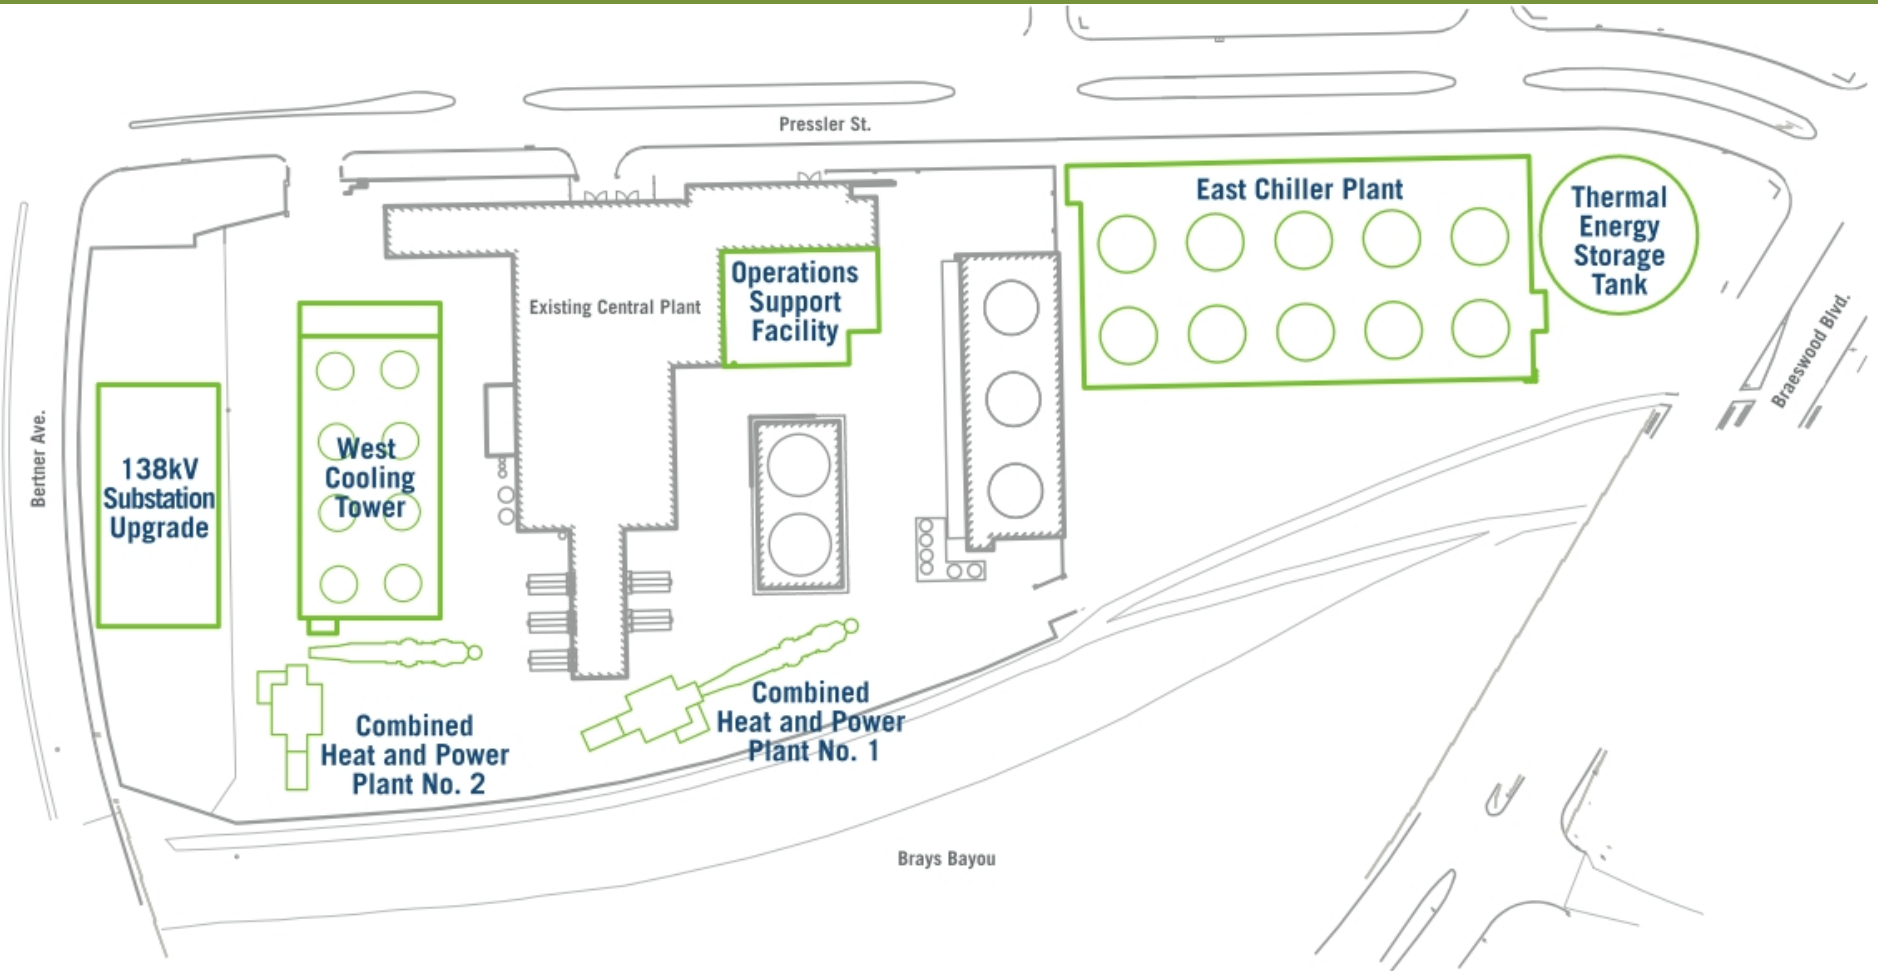 Pressler St.
East Chiller Plant
Thermal
Energy
Storage
Tank
Operations
Support
Facility
Existing Central Plant
Braeswood Blvd.
Bertner Ave.
138kV
Substation
Upgrade
West
Cooling
Tower
Combined
Heat and Power
Plant No. 1
Combined
Heat and Power
Plant No. 2
Brays Bayou